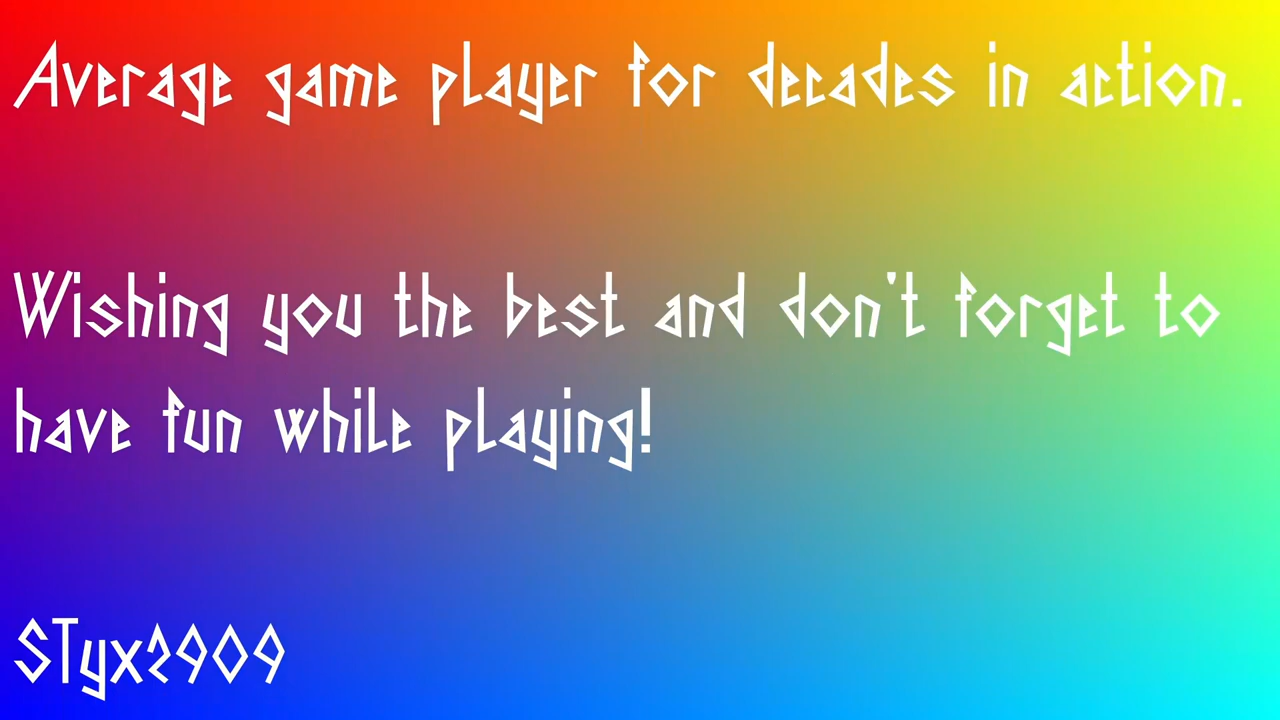 Average game player for decades in action.
Wishing you the best and don't forget to
have fun while playing!
STyx2909